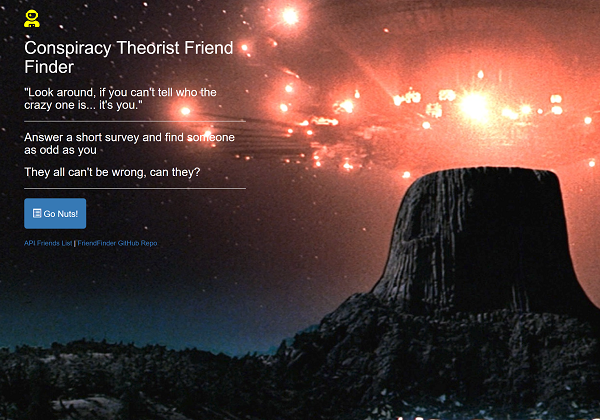 Conspiracy Theorist Friend
Finder
"Look around, if you can't tell who the
crazy one is... it's you."
Answer a short survey and find someone
as odd as you
They all can't be wrong, can they?
Go Nuts!
API Friends List | FriendFinder GitHub Repo